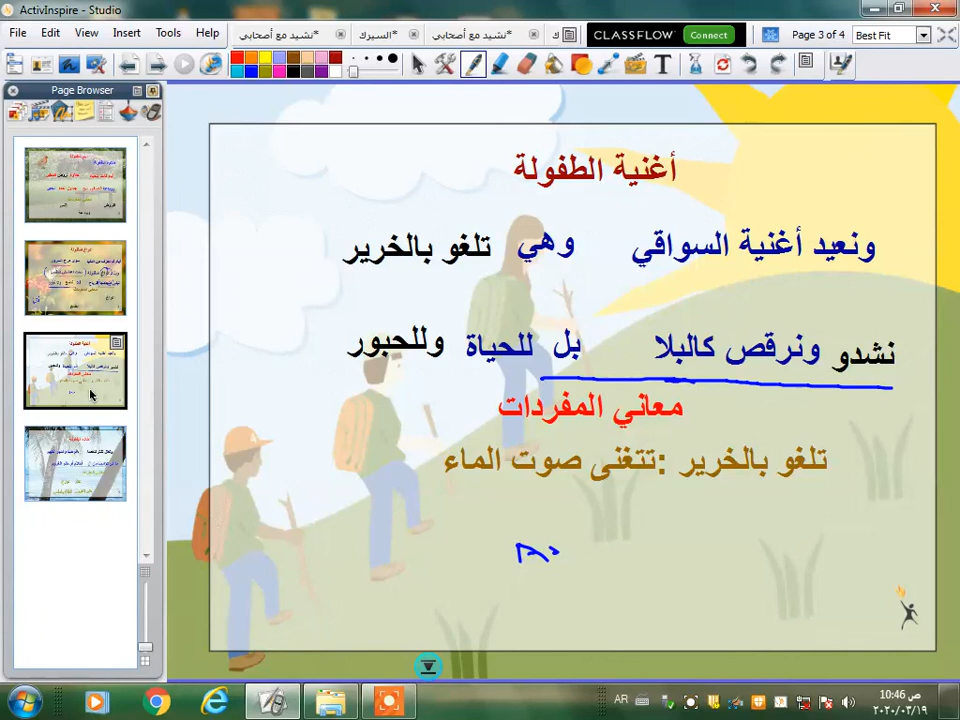 ActivInspire - Studio
File Edit View Insert Tools Help
نشيد مع أصحابي*
السيرك*
نشيد مع أصحابي*
CLASSFLOW Connect
Page 3 of 4
Best Fit
Page Browser
أغنية الطفولة
ونعيد أغنية السواقي وهي تلغو بالخرير
نشدو ونرقص كالبلا بل للحياة وللحبور
معاني المفردات
تلغو بالخرير :تتغنى صوت الماء
AR
10:46 ص
٢٠٢٠/٠٣/١٩